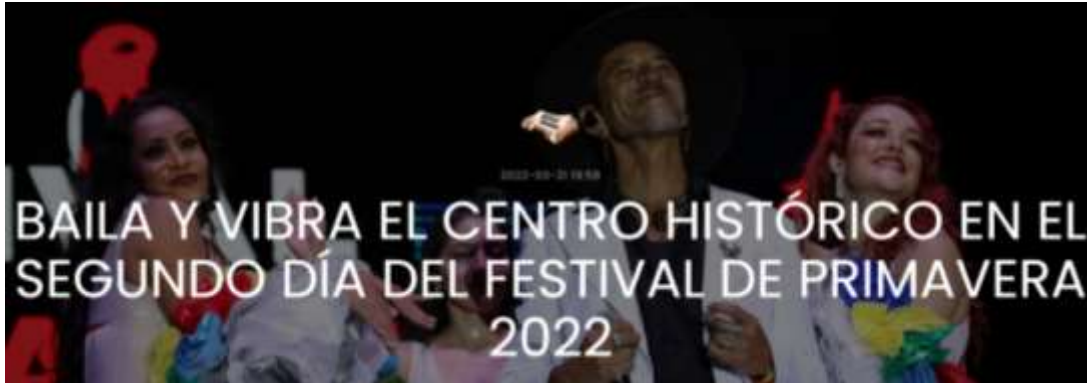 BAILA Y VIBRA EL CENTRO HISTÓRICO EN EL
SEGUNDO DÍA DEL FESTIVAL DE PRIMAVERA
2022